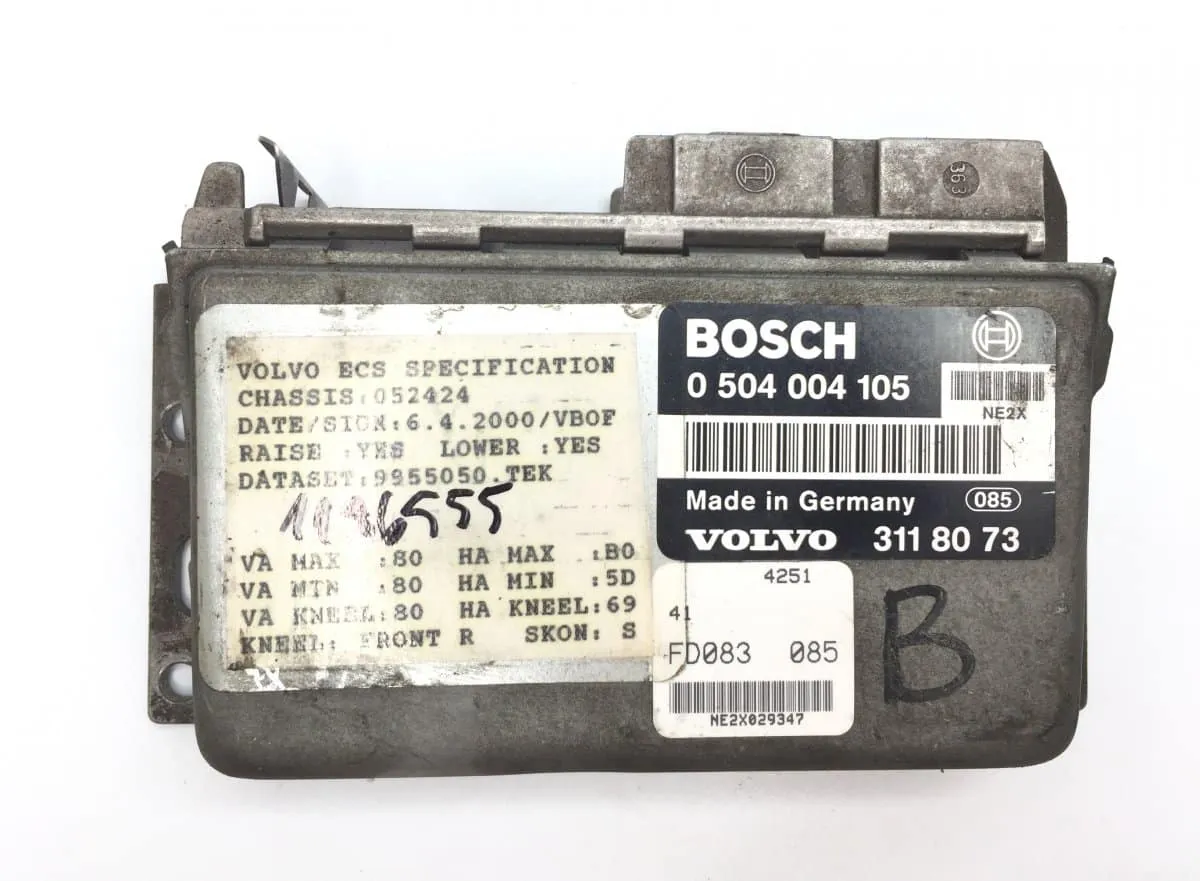 363
VOLVO ECS SPECIFICATION
CHASSIS:052424
DATE/SIGN:6.4.2000/VBOF
RAISE :YES LOWER :YES
DATASET:9955050.TEK
VA MAX :80 HA MAX :B0
VA MIN :80 HA MIN :5D
VA KNEEL:80 HA KNEEL:69
KNEEL: FRONT R SKON: S
BOSCH
0 504 004 105
NE2X
Made in Germany 085
VOLVO 311 80 73
4251
41
FD083 085
NE2X029347
B